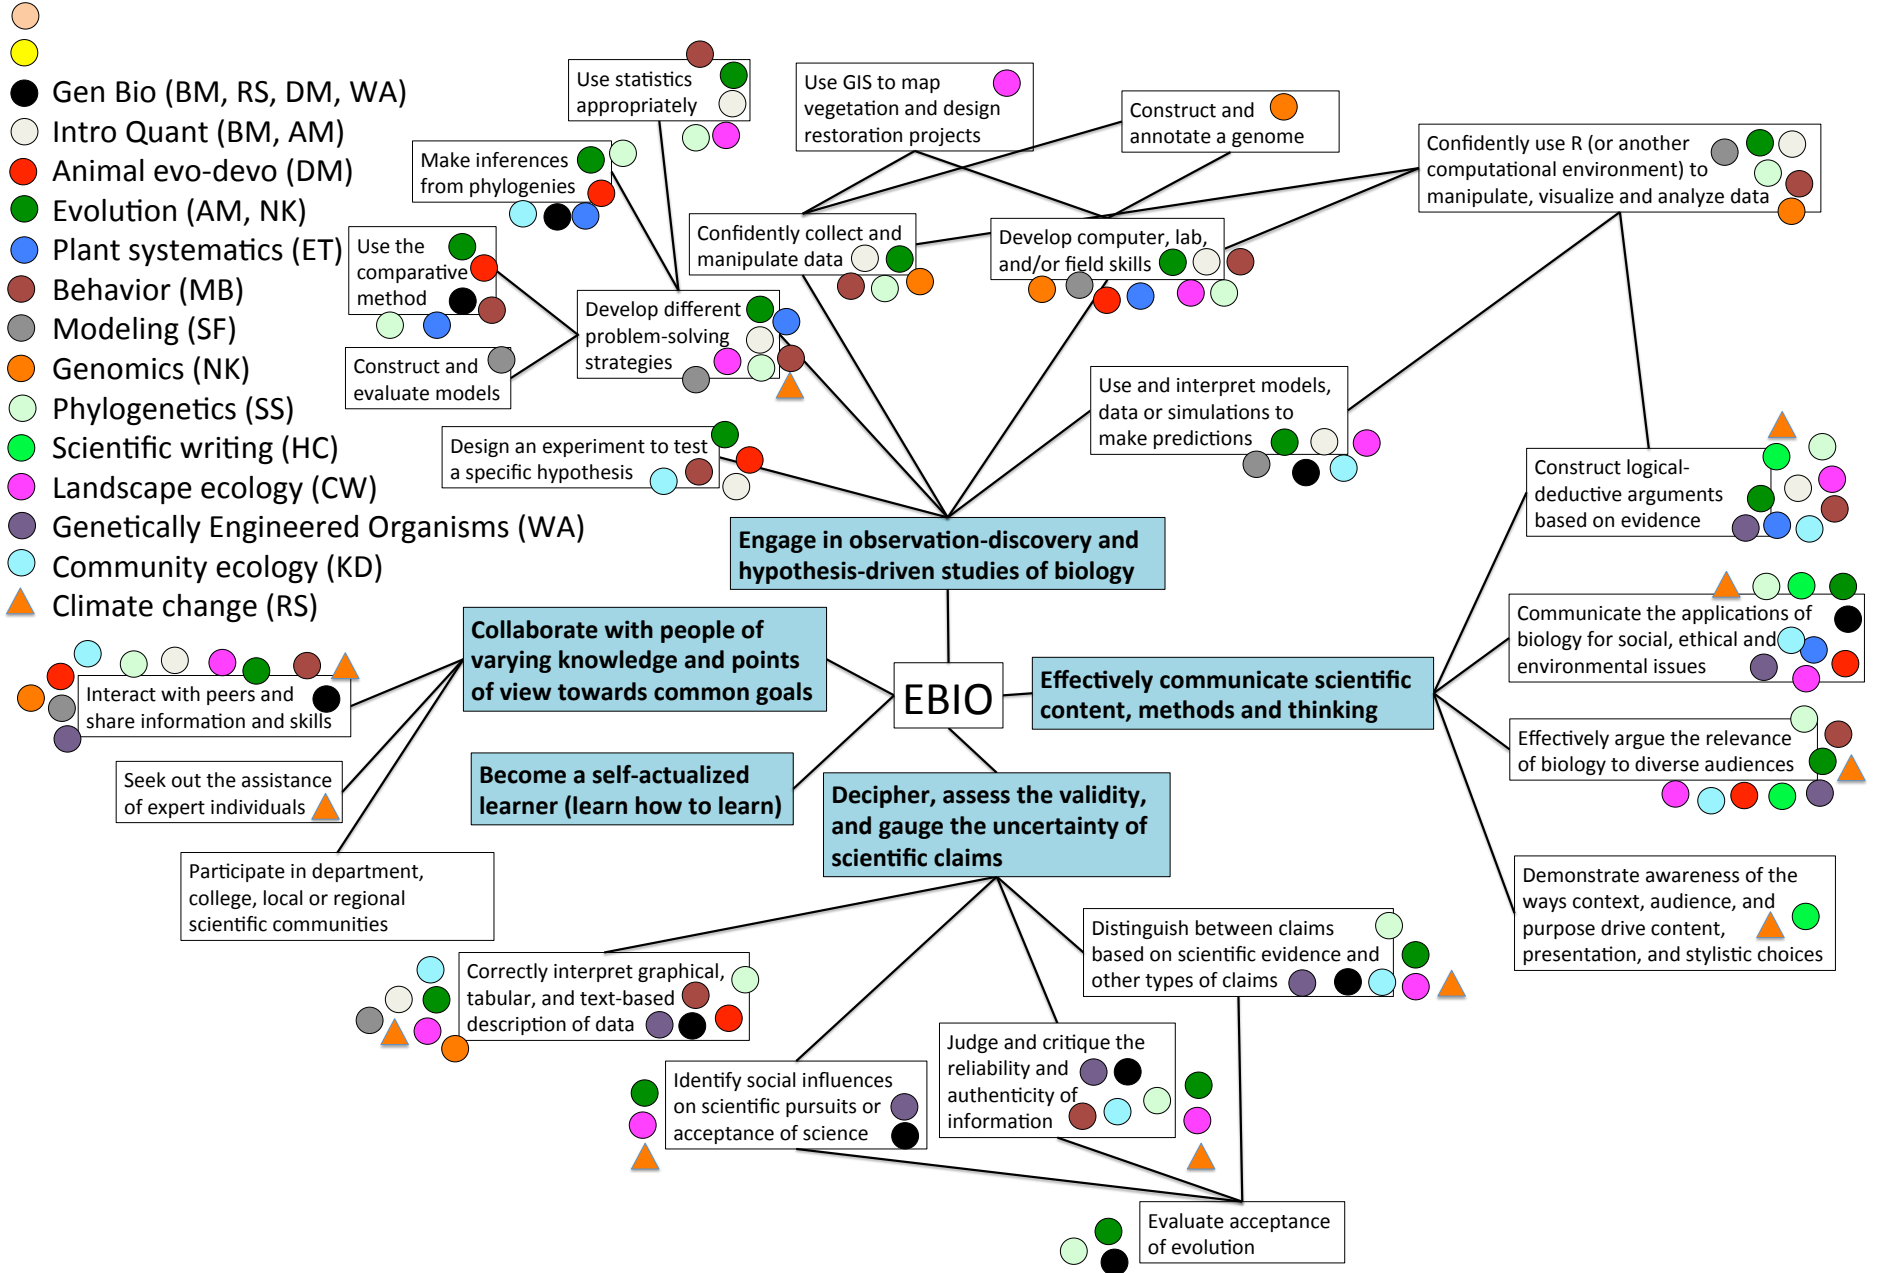 Gen Bio (BM, RS, DM, WA)
Intro Quant (BM, AM)
Animal evo-devo (DM)
Evolution (AM, NK)
Plant systematics (ET)
Behavior (MB)
Modeling (SF)
Genomics (NK)
Phylogenetics (SS)
Scientific writing (HC)
Landscape ecology (CW)
Genetically Engineered Organisms (WA)
Community ecology (KD)
Climate change (RS)
Use statistics
appropriately
Use GIS to map
vegetation and design
restoration projects
Construct and
annotate a genome
Confidently use R (or another
computational environment) to
manipulate, visualize and analyze data
Make inferences
from phylogenies
Use the
comparative
method
Construct and
evaluate models
Develop different
problem-solving
strategies
Confidently collect and
manipulate data
Develop computer, lab,
and/or field skills
Design an experiment to test
a specific hypothesis
Use and interpret models,
data or simulations to
make predictions
Engage in observation-discovery and
hypothesis-driven studies of biology
Collaborate with people of
varying knowledge and points
of view towards common goals
EBIO
Effectively communicate scientific
content, methods and thinking
Become a self-actualized
learner (learn how to learn)
Decipher, assess the validity,
and gauge the uncertainty of
scientific claims
Construct logical-
deductive arguments
based on evidence
Communicate the applications of
biology for social, ethical and
environmental issues
Effectively argue the relevance
of biology to diverse audiences
Demonstrate awareness of the
ways context, audience, and
purpose drive content,
presentation, and stylistic choices
Interact with peers and
share information and skills
Seek out the assistance
of expert individuals
Participate in department,
college, local or regional
scientific communities
Correctly interpret graphical,
tabular, and text-based
description of data
Identify social influences
on scientific pursuits or
acceptance of science
Judge and critique the
reliability and
authenticity of
information
Distinguish between claims
based on scientific evidence and
other types of claims
Evaluate acceptance
of evolution